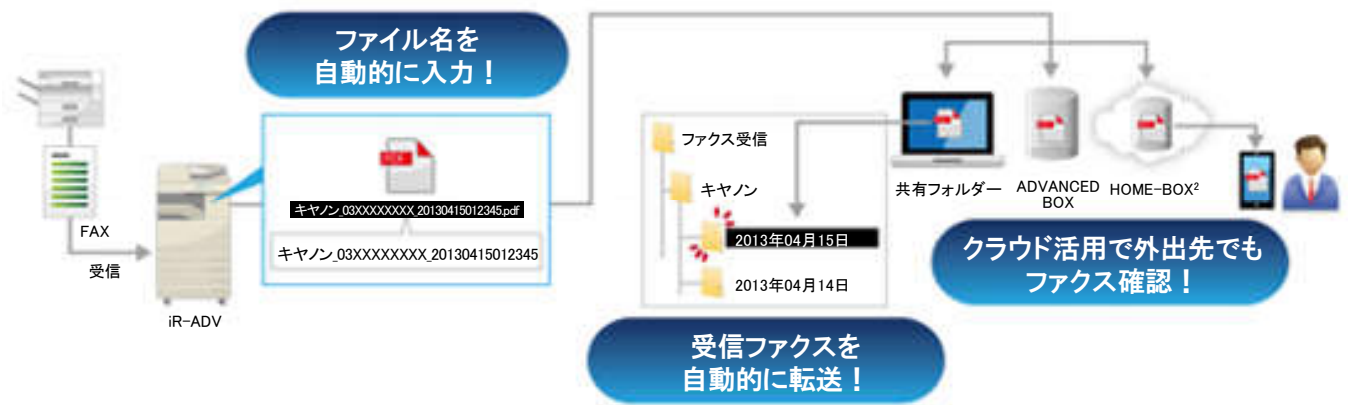 ファイル名を
自動的に入力！
FAX
受信
iR-ADV
キヤノン_03XXXXXXXX_20130415012345.pdf
キヤノン_03XXXXXXXX_20130415012345
ファクス受信
キヤノン
2013年04月15日
2013年04月14日
受信ファクスを
自動的に転送！
共有フォルダー
ADVANCED
BOX
HOME-BOX²
クラウド活用で外出先でも
ファクス確認！